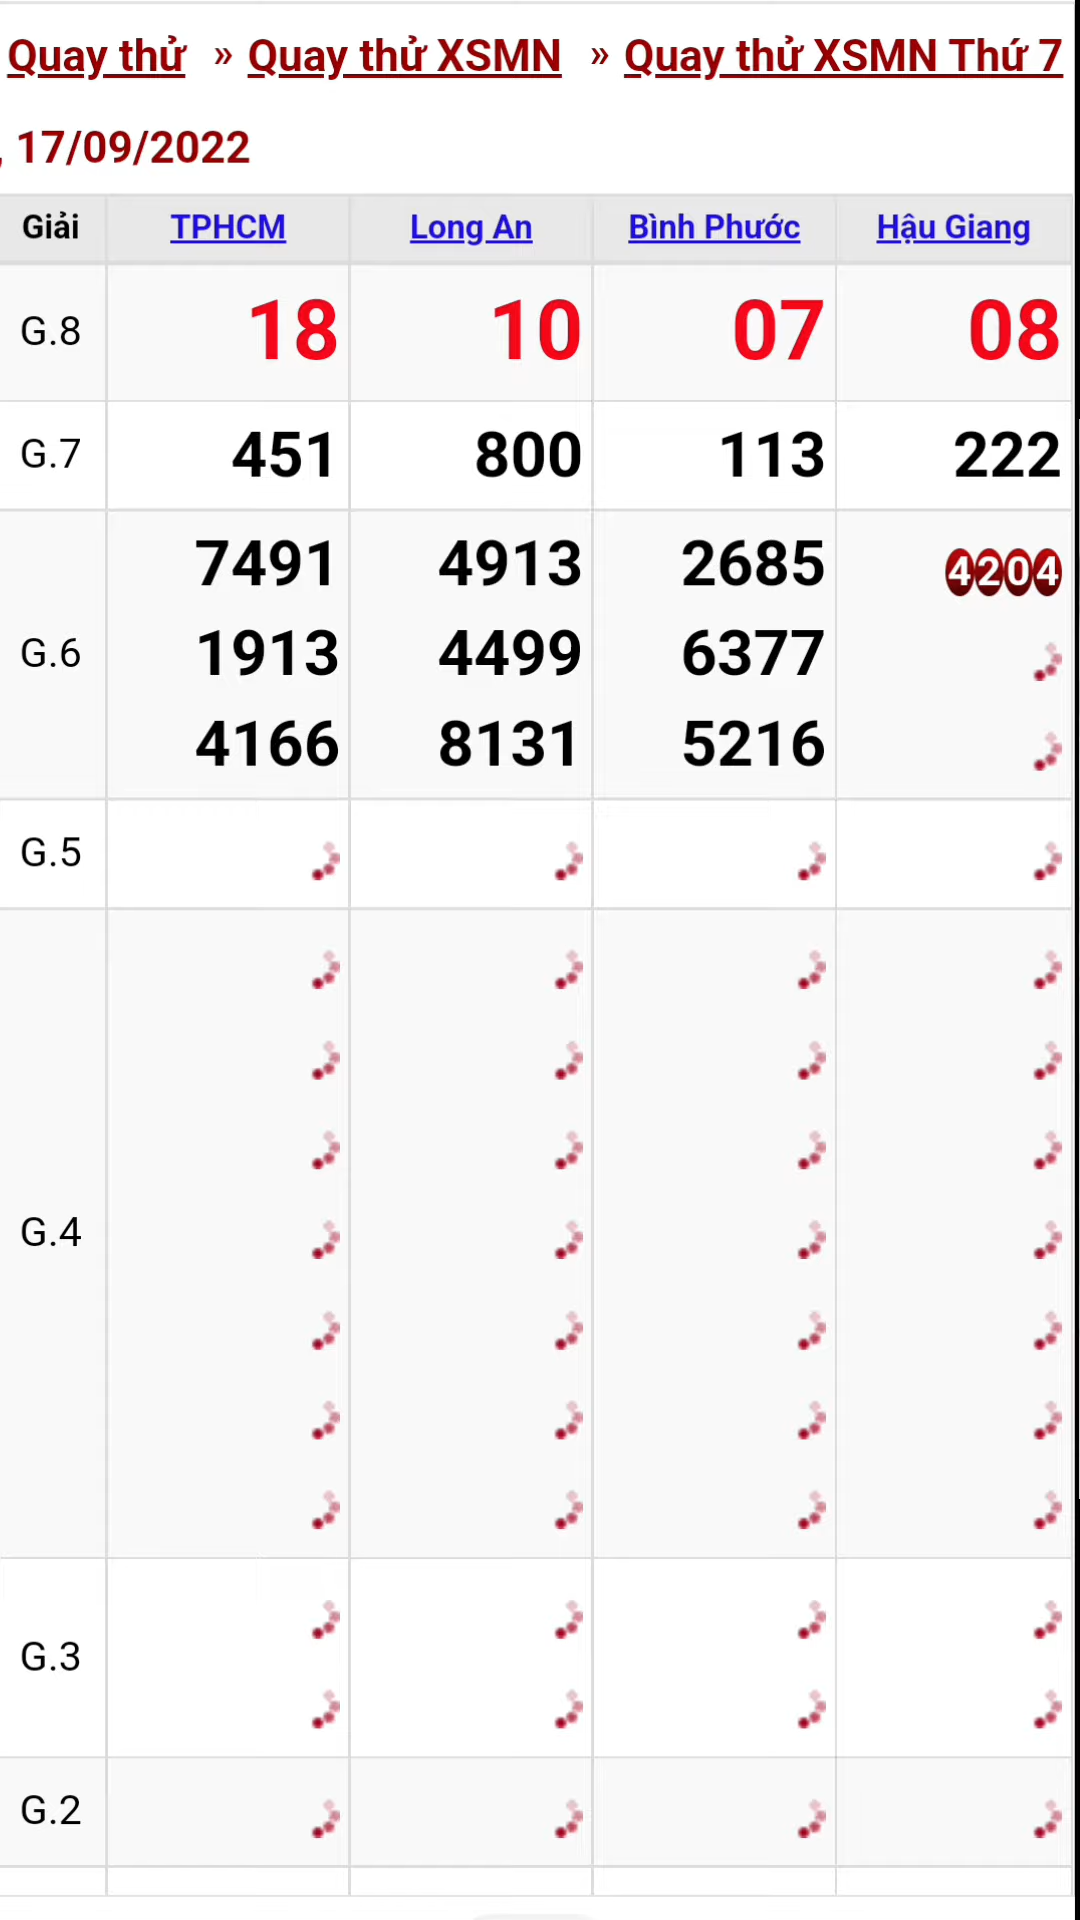 Quay thử » Quay thử XSMN » Quay thử XSMN Thứ 7
, 17/09/2022
Giải TPHCM Long An Bình Phước Hậu Giang
G.8 18 10 07 08
G.7 451 800 113 222
7491 4913 2685 4204
G.6 1913 4499 6377
4166 8131 5216
G.5
G.4
G.3
G.2